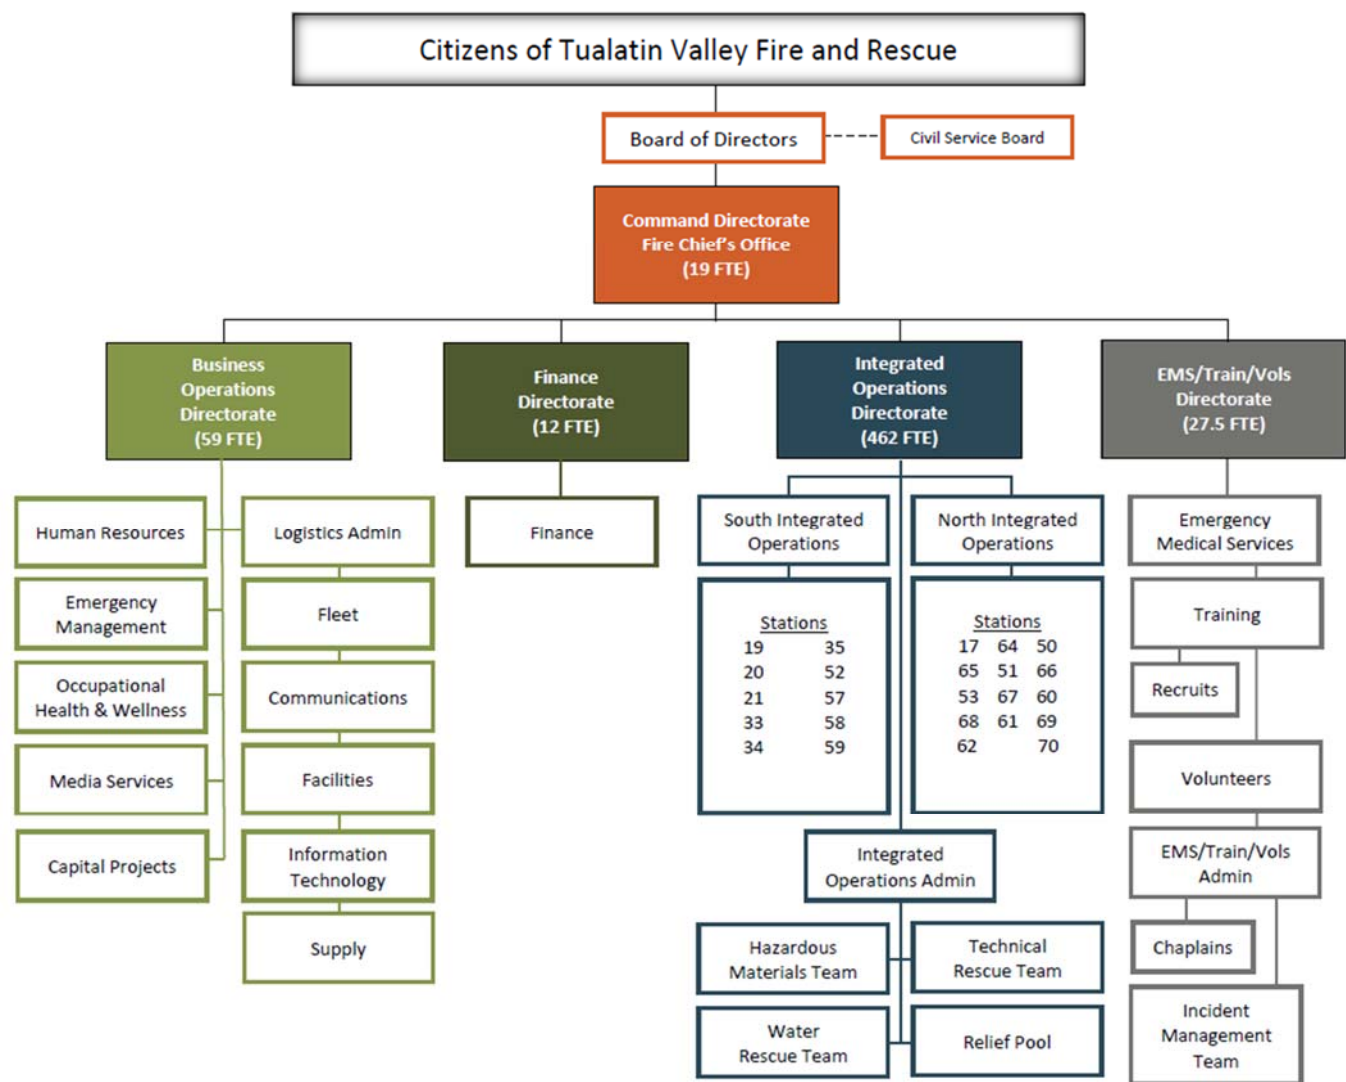 Citizens of Tualatin Valley Fire and Rescue
Board of Directors
Civil Service Board
Command Directorate
Fire Chief's Office
(19 FTE)
Business
Operations
Directorate
(59 FTE)
Finance
Directorate
(12 FTE)
Integrated
Operations
Directorate
(462 FTE)
EMS/Train/Vols
Directorate
(27.5 FTE)
Human Resources
Emergency
Management
Occupational
Health & Wellness
Media Services
Capital Projects
Logistics Admin
Fleet
Communications
Facilities
Information
Technology
Supply
Finance
South Integrated
Operations
Stations
19 35
20 52
21 57
33 58
34 59
North Integrated
Operations
Stations
17 64 50
65 51 66
53 67 60
68 61 69
62 70
Integrated
Operations Admin
Hazardous
Materials Team
Technical
Rescue Team
Water
Rescue Team
Relief Pool
Emergency
Medical Services
Training
Recruits
Volunteers
EMS/Train/Vols
Admin
Chaplains
Incident
Management
Team